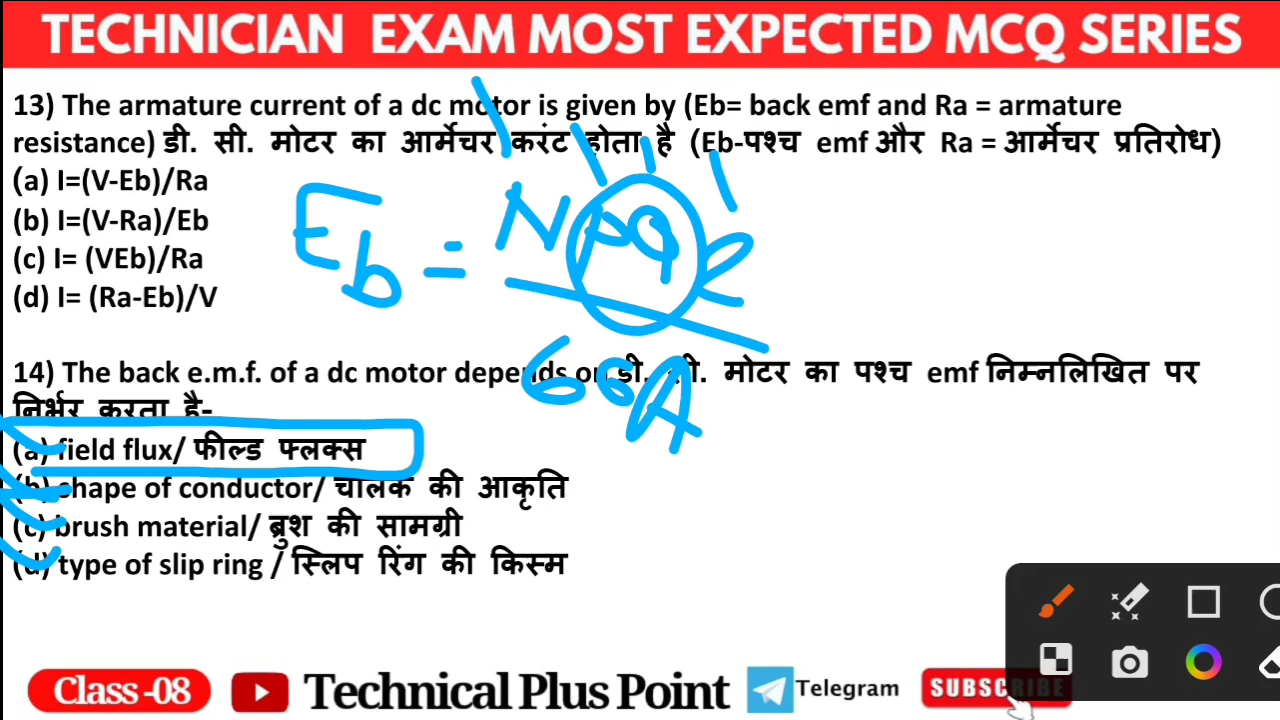 TECHNICIAN EXAM MOST EXPECTED MCQ SERIES
13) The armature current of a dc motor is given by (Eb= back emf and Ra = armature
resistance) डी. सी. मोटर का आर्मेचर करंट होता है (Eb-पश्च emf और Ra = आर्मेचर प्रतिरोध)
(a) I=(V-Eb)/Ra
(b) I=(V-Ra)/Eb
(c) I= (VEb)/Ra
(d) I= (Ra-Eb)/V
Eb =
60A
14) The back e.m.f. of a dc motor depends on डी. सी. मोटर का पश्च emf निम्नलिखित पर
निर्भर करता है-
(a) field flux/ फील्ड फ्लक्स
(b) shape of conductor/ चालक की आकृति
(c) brush material/ ब्रुश की सामग्री
(d) type of slip ring / स्लिप रिंग की किस्म
Class -08
Technical Plus Point
Telegram
SUBSCRIBE